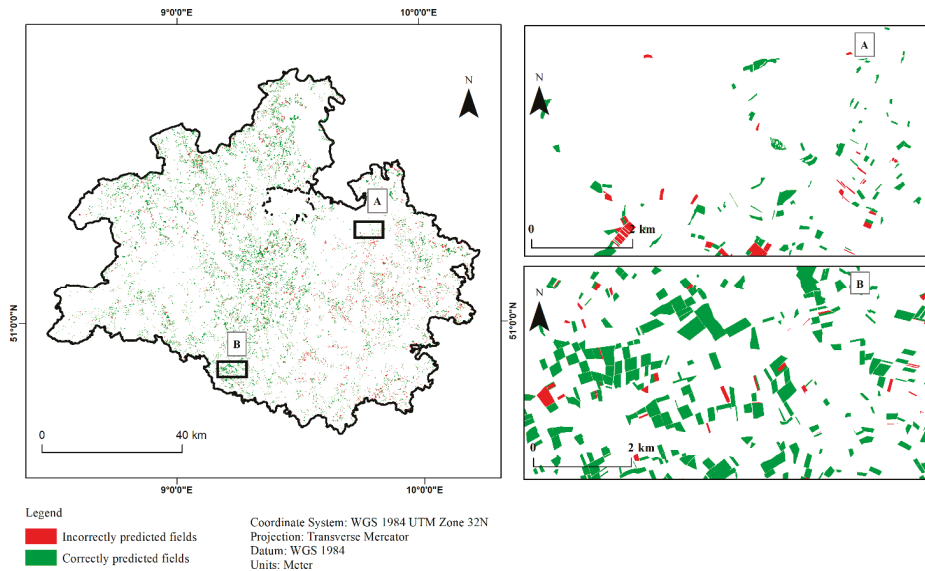 9°0'0"E
10°0'0"E
N
A
B
51°0'0"N
0
40 km
9°0'0"E
10°0'0"E
A
N
0
2 km
B
N
51°0'0"N
0
2 km
Legend
Incorrectly predicted fields
Correctly predicted fields
Coordinate System: WGS 1984 UTM Zone 32N
Projection: Transverse Mercator
Datum: WGS 1984
Units: Meter